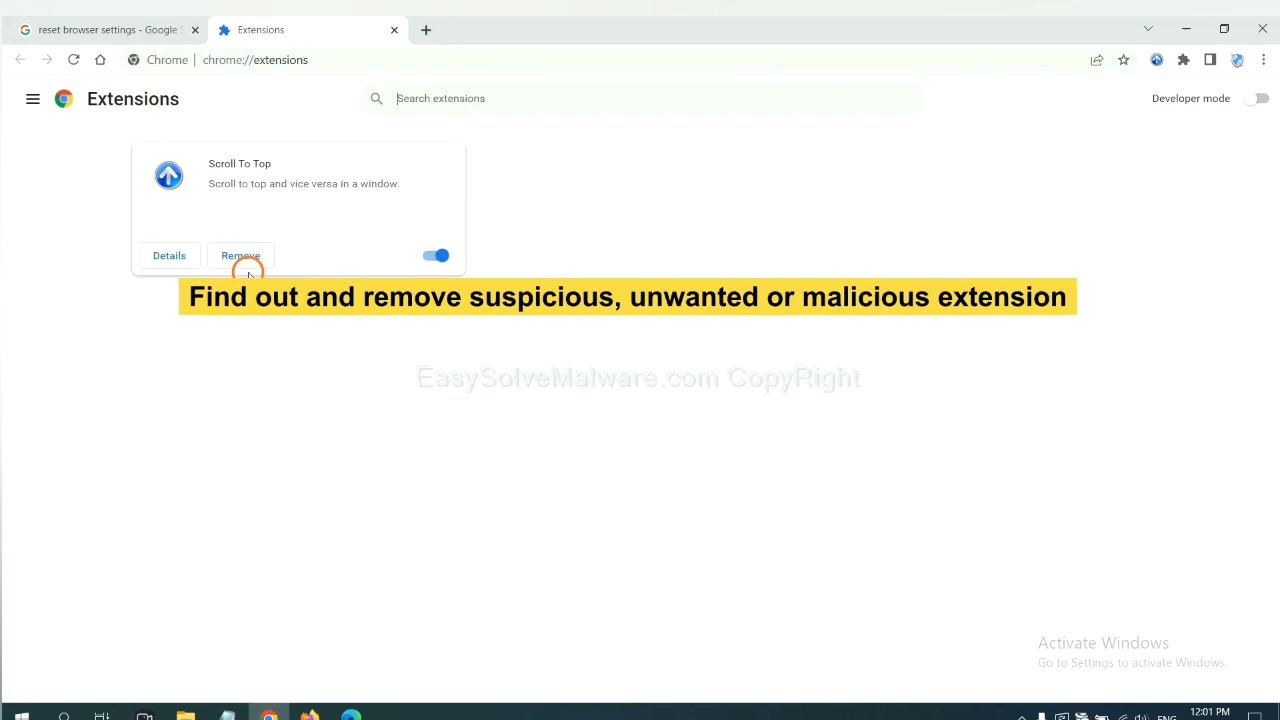 reset browser settings - Google
Extensions
Chrome
chrome://extensions
Extensions
Search extensions
Developer mode
Scroll To Top
Scroll to top and vice versa in a window.
Details
Remove
Find out and remove suspicious, unwanted or malicious extension
EasySolveMalware.com CopyRight
Activate Windows
Go to Settings to activate Windows.
ENG
12:01 PM